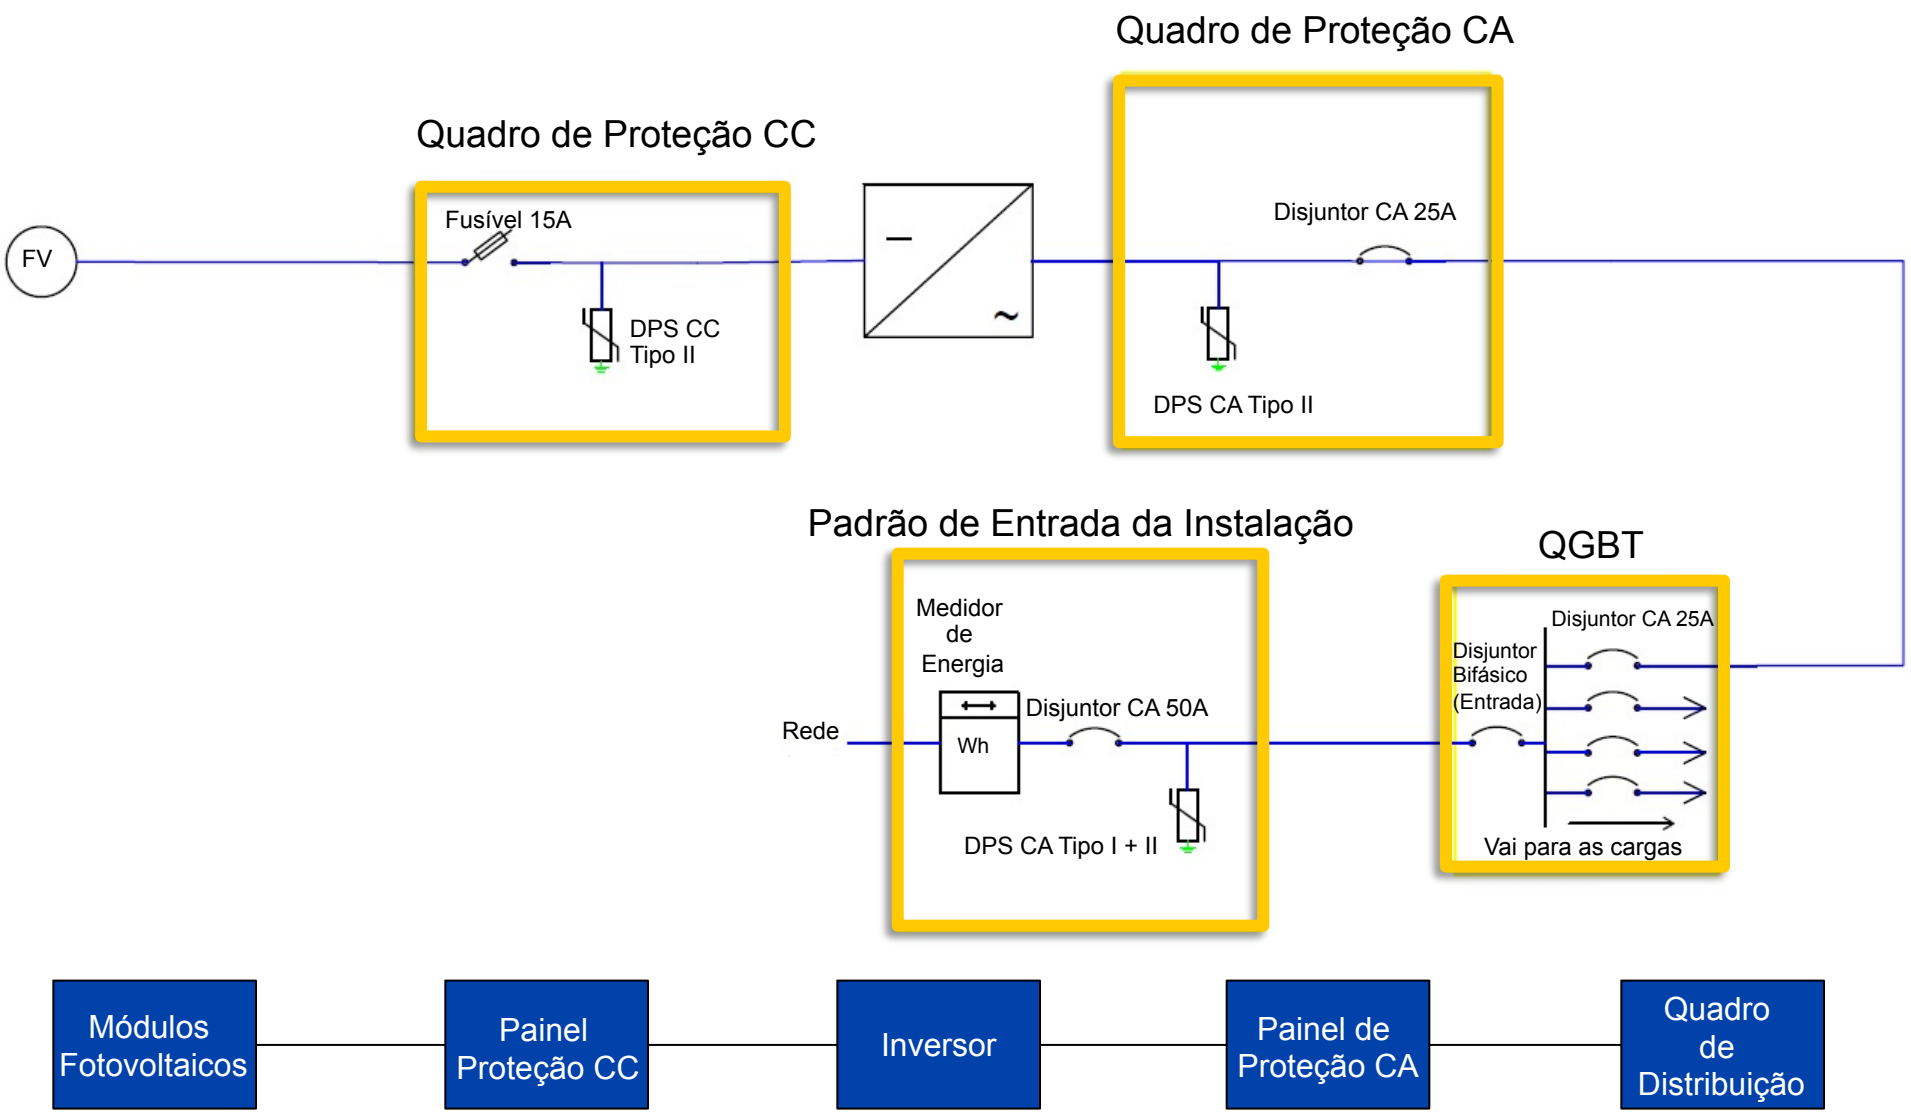 Quadro de Proteção CA
Quadro de Proteção CC
Fusível 15A
Disjuntor CA 25A
FV
–
~
DPS CC
Tipo II
DPS CA Tipo II
Padrão de Entrada da Instalação
QGBT
Medidor
de
Energia
Disjuntor CA 25A
Disjuntor
Bifásico
(Entrada)
Disjuntor CA 50A
Rede
Wh
DPS CA Tipo I + II
Vai para as cargas
Módulos
Fotovoltaicos
Painel
Proteção CC
Inversor
Painel de
Proteção CA
Quadro
de
Distribuição